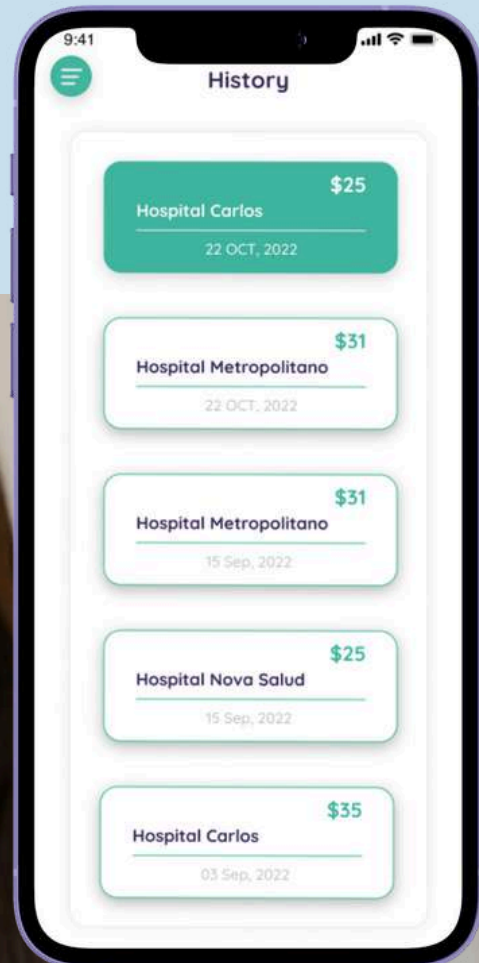 9:41
History
$25
Hospital Carlos
22 OCT, 2022
$31
Hospital Metropolitano
22 OCT, 2022
$31
Hospital Metropolitano
15 Sep, 2022
$25
Hospital Nova Salud
15 Sep, 2022
$35
Hospital Carlos
03 Sep, 2022